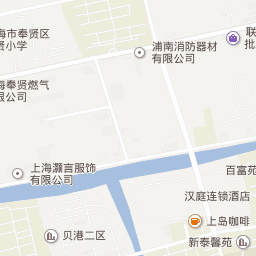 海市奉贤区
贤小学
浦南消防器材
有限公司
联
批
海奉贤燃气
限公司
上海灏言服饰
有限公司
百富苑
汉庭连锁酒店
上岛咖啡
贝港二区
新泰馨苑